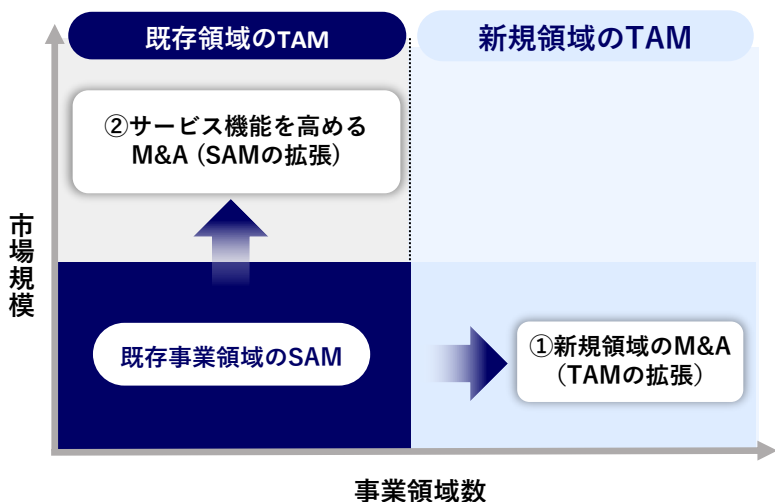 既存領域のTAM
新規領域のTAM
②サービス機能を高める
M&A (SAMの拡張)
市場規模
既存事業領域のSAM
①新規領域のM&A
（TAMの拡張）
事業領域数